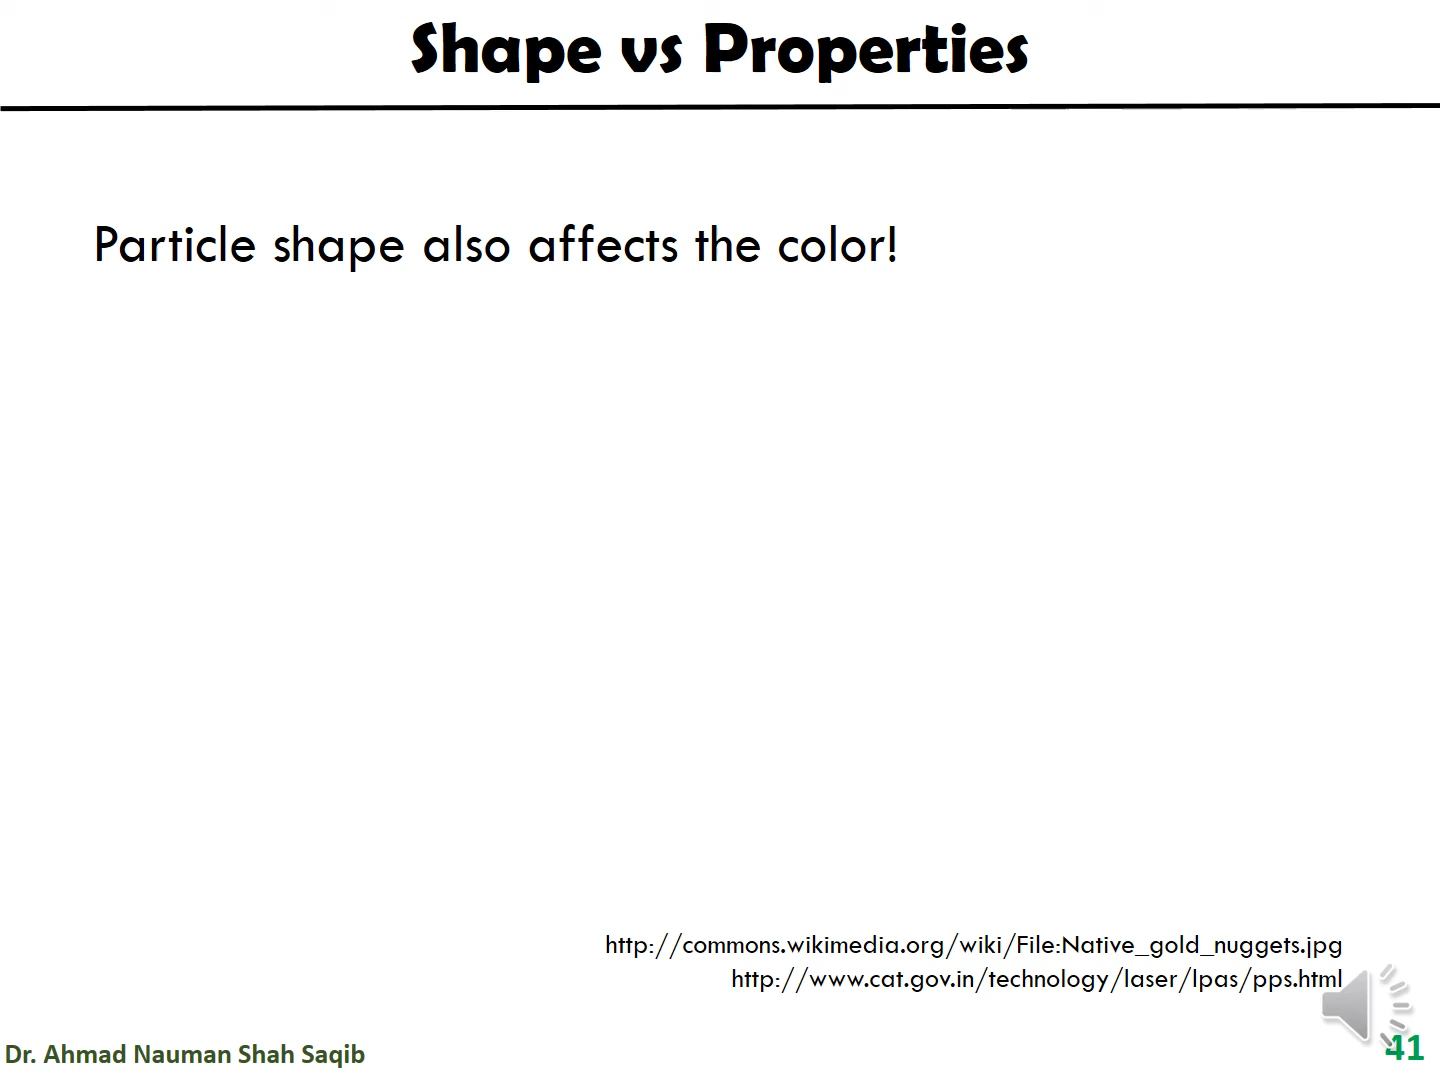 Shape vs Properties
Particle shape also affects the color!
http://commons.wikimedia.org/wiki/File:Native_gold_nuggets.jpg
http://www.cat.gov.in/technology/laser/lpas/pps.html
Dr. Ahmad Nauman Shah Saqib
41